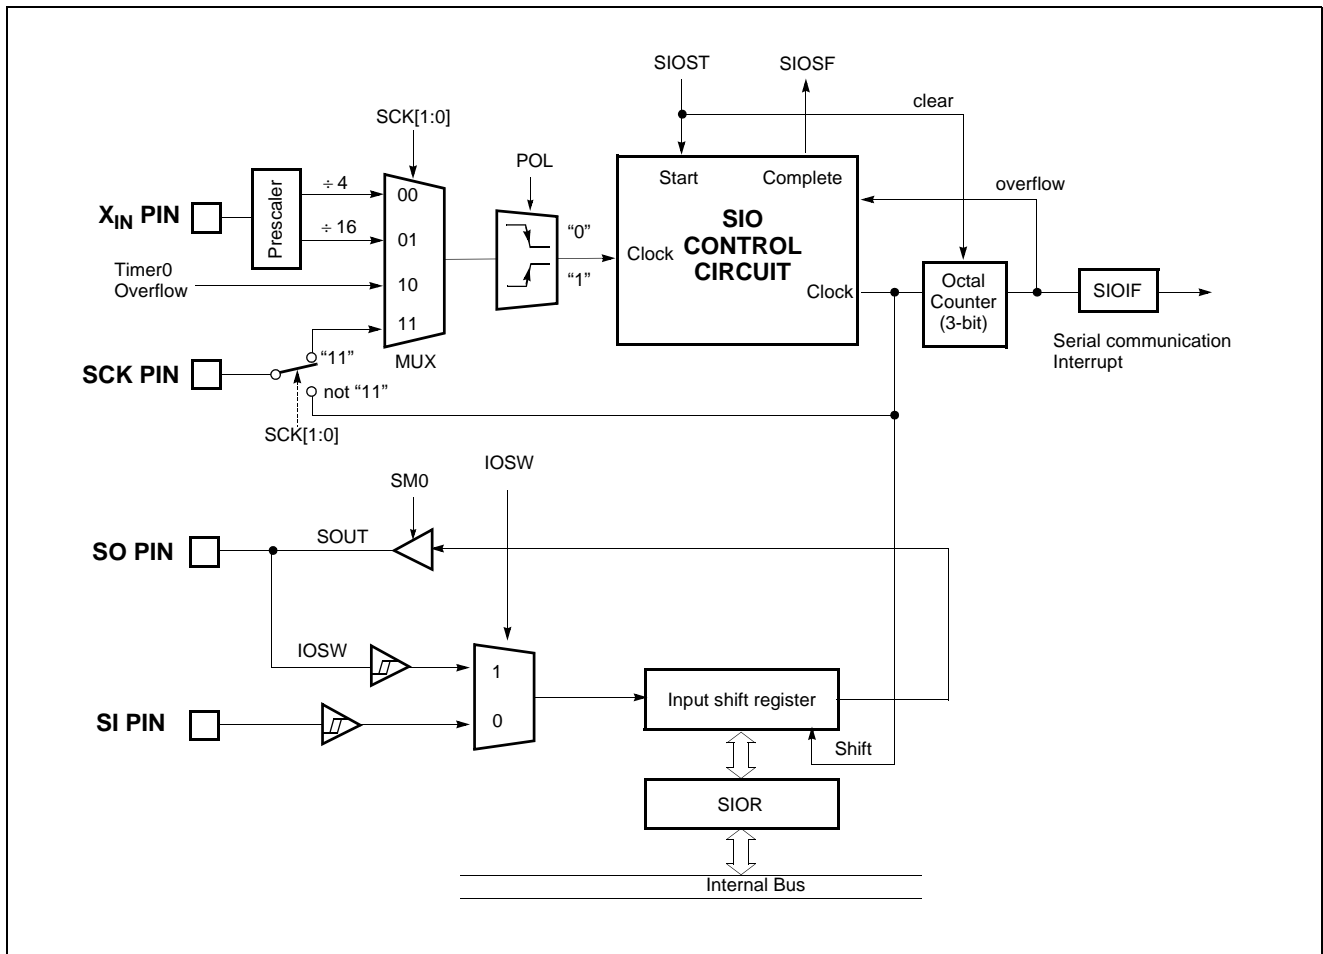 SIOST
SIOSF
clear
SCK[1:0]
POL
Start
Complete
overflow
÷ 4
00
XIN PIN
Prescaler
÷ 16
01
SIO
CONTROL
CIRCUIT
“0”
Clock
“1”
Timer0
Overflow
10
Clock
Octal
Counter
(3-bit)
SIOIF
11
Serial communication
Interrupt
“11”
MUX
SCK PIN
not “11”
SCK[1:0]
IOSW
SM0
SOUT
SO PIN
IOSW
1
Input shift register
SI PIN
0
Shift
SIOR
Internal Bus